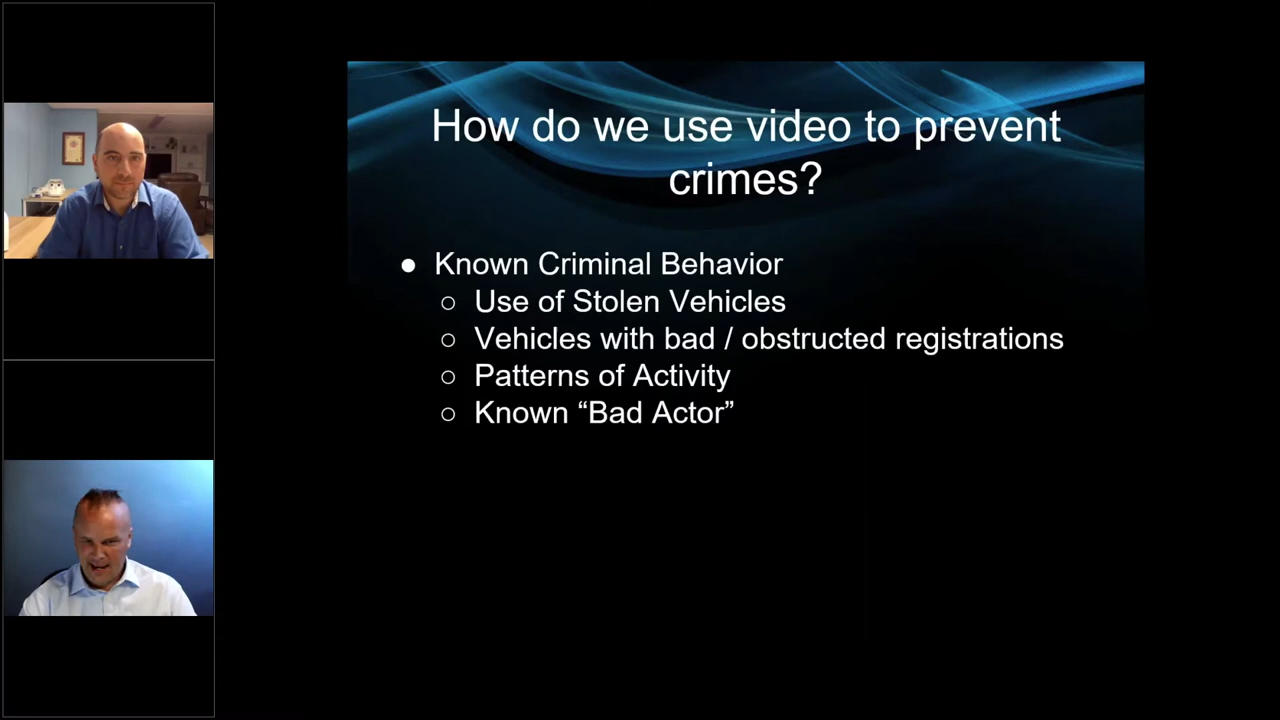 How do we use video to prevent
crimes?
● Known Criminal Behavior
○ Use of Stolen Vehicles
○ Vehicles with bad / obstructed registrations
○ Patterns of Activity
○ Known “Bad Actor”